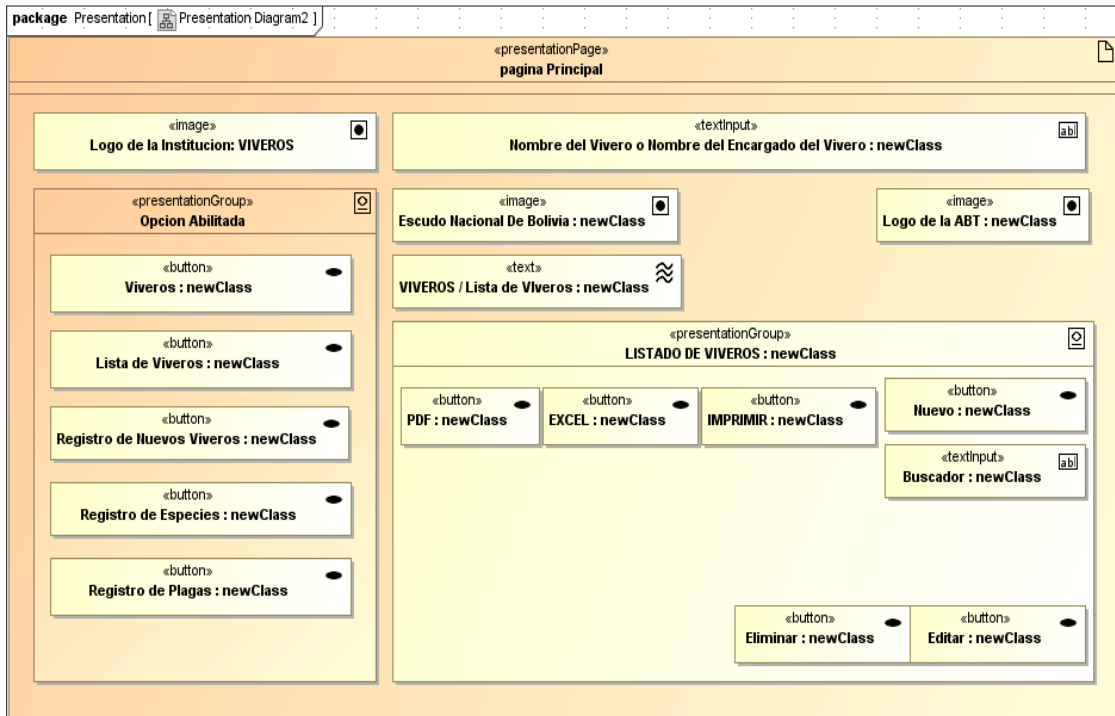 package Presentation [ Presentation Diagram2 ]
«presentationPage»
pagina Principal
«image»
Logo de la Institucion: VIVEROS
«textInput»
Nombre del Vivero o Nombre del Encargado del Vivero : newClass
ab
«presentationGroup»
Opcion Abilitada
«button»
Viveros : newClass
«button»
Lista de Viveros : newClass
«button»
Registro de Nuevos Viveros : newClass
«button»
Registro de Especies : newClass
«button»
Registro de Plagas : newClass
«image»
Escudo Nacional De Bolivia : newClass
«image»
Logo de la ABT : newClass
«text»
VIVEROS / Lista de VIveros : newClass
«presentationGroup»
LISTADO DE VIVEROS : newClass
«button»
PDF : newClass
«button»
EXCEL : newClass
«button»
IMPRIMIR : newClass
«button»
Nuevo : newClass
«textInput»
Buscador : newClass
ab
«button»
Eliminar : newClass
«button»
Editar : newClass